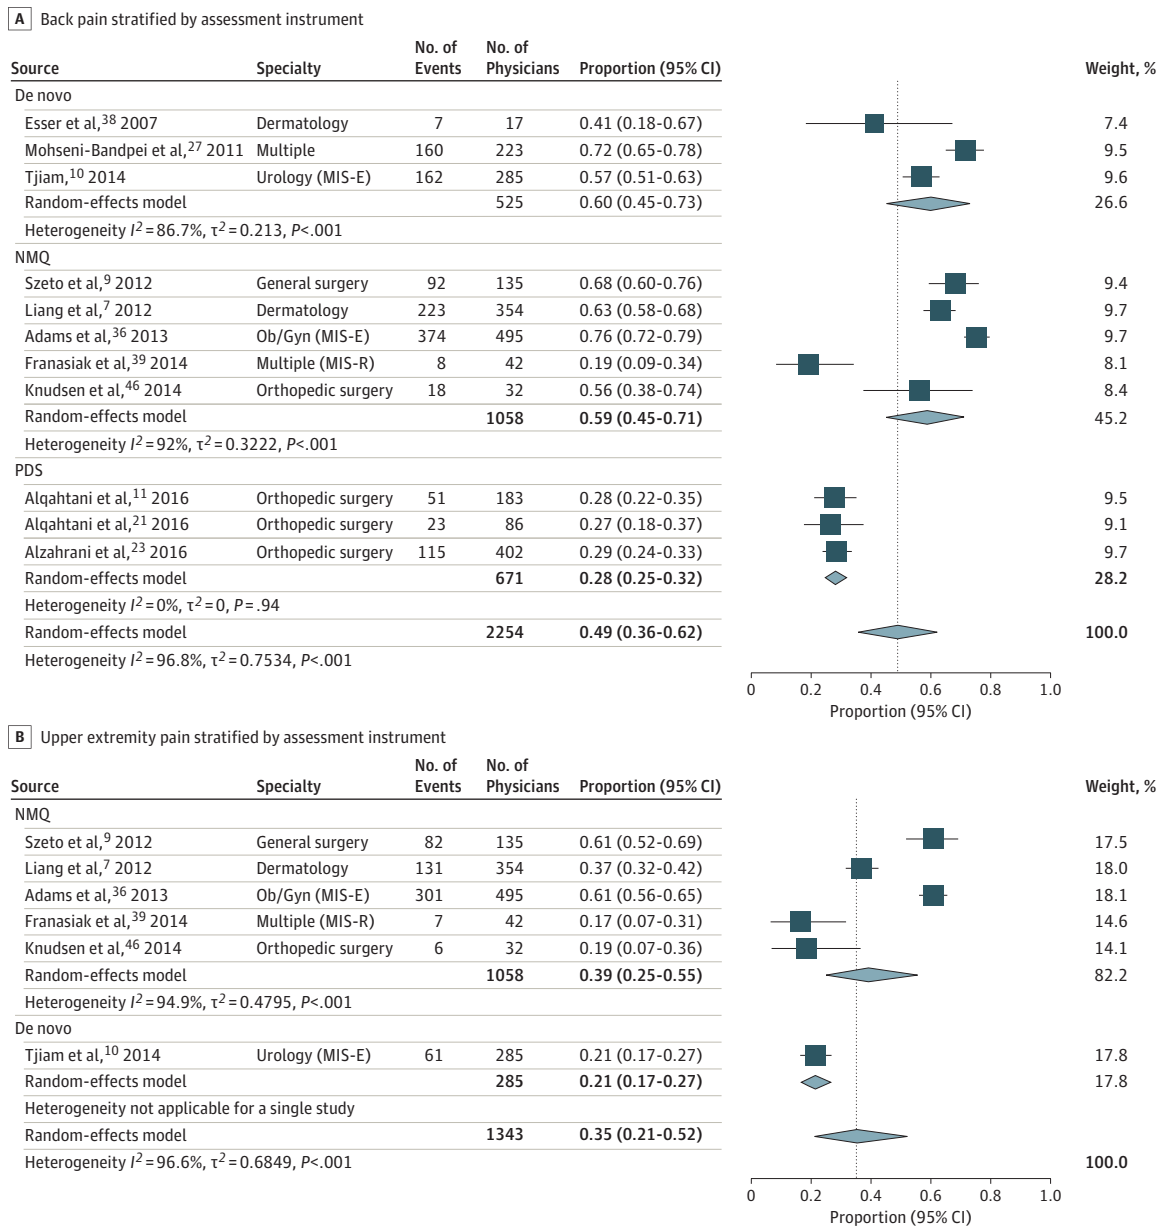 A Back pain stratified by assessment instrument
No. of No. of
Source Specialty Events Physicians Proportion (95% CI) Weight, %
De novo
Esser et al,38 2007 Dermatology 7 17 0.41 (0.18-0.67) 7.4
Mohseni-Bandpei et al,27 2011 Multiple 160 223 0.72 (0.65-0.78) 9.5
Tjiam,10 2014 Urology (MIS-E) 162 285 0.57 (0.51-0.63) 9.6
Random-effects model 525 0.60 (0.45-0.73) 26.6
Heterogeneity I2=86.7%, τ2=0.213, P<.001
NMQ
Szeto et al,9 2012 General surgery 92 135 0.68 (0.60-0.76) 9.4
Liang et al,7 2012 Dermatology 223 354 0.63 (0.58-0.68) 9.7
Adams et al,36 2013 Ob/Gyn (MIS-E) 374 495 0.76 (0.72-0.79) 9.7
Franasiak et al,39 2014 Multiple (MIS-R) 8 42 0.19 (0.09-0.34) 8.1
Knudsen et al,46 2014 Orthopedic surgery 18 32 0.56 (0.38-0.74) 8.4
Random-effects model 1058 0.59 (0.45-0.71) 45.2
Heterogeneity I2=92%, τ2=0.3222, P<.001
PDS
Alqahtani et al,11 2016 Orthopedic surgery 51 183 0.28 (0.22-0.35) 9.5
Alqahtani et al,21 2016 Orthopedic surgery 23 86 0.27 (0.18-0.37) 9.1
Alzahrani et al,23 2016 Orthopedic surgery 115 402 0.29 (0.24-0.33) 9.7
Random-effects model 671 0.28 (0.25-0.32) 28.2
Heterogeneity I2=0%, τ2=0, P=.94
Random-effects model 2254 0.49 (0.36-0.62) 100.0
Heterogeneity I2=96.8%, τ2=0.7534, P<.001
0 0.2 0.4 0.6 0.8 1.0
Proportion (95% CI)
B Upper extremity pain stratified by assessment instrument
No. of No. of
Source Specialty Events Physicians Proportion (95% CI) Weight, %
NMQ
Szeto et al,9 2012 General surgery 82 135 0.61 (0.52-0.69) 17.5
Liang et al,7 2012 Dermatology 131 354 0.37 (0.32-0.42) 18.0
Adams et al,36 2013 Ob/Gyn (MIS-E) 301 495 0.61 (0.56-0.65) 18.1
Franasiak et al,39 2014 Multiple (MIS-R) 7 42 0.17 (0.07-0.31) 14.6
Knudsen et al,46 2014 Orthopedic surgery 6 32 0.19 (0.07-0.36) 14.1
Random-effects model 1058 0.39 (0.25-0.55) 82.2
Heterogeneity I2=94.9%, τ2=0.4795, P<.001
De novo
Tjiam et al,10 2014 Urology (MIS-E) 61 285 0.21 (0.17-0.27) 17.8
Random-effects model 285 0.21 (0.17-0.27) 17.8
Heterogeneity not applicable for a single study
Random-effects model 1343 0.35 (0.21-0.52)
Heterogeneity I2=96.6%, τ2=0.6849, P<.001 100.0
0 0.2 0.4 0.6 0.8 1.0
Proportion (95% CI)